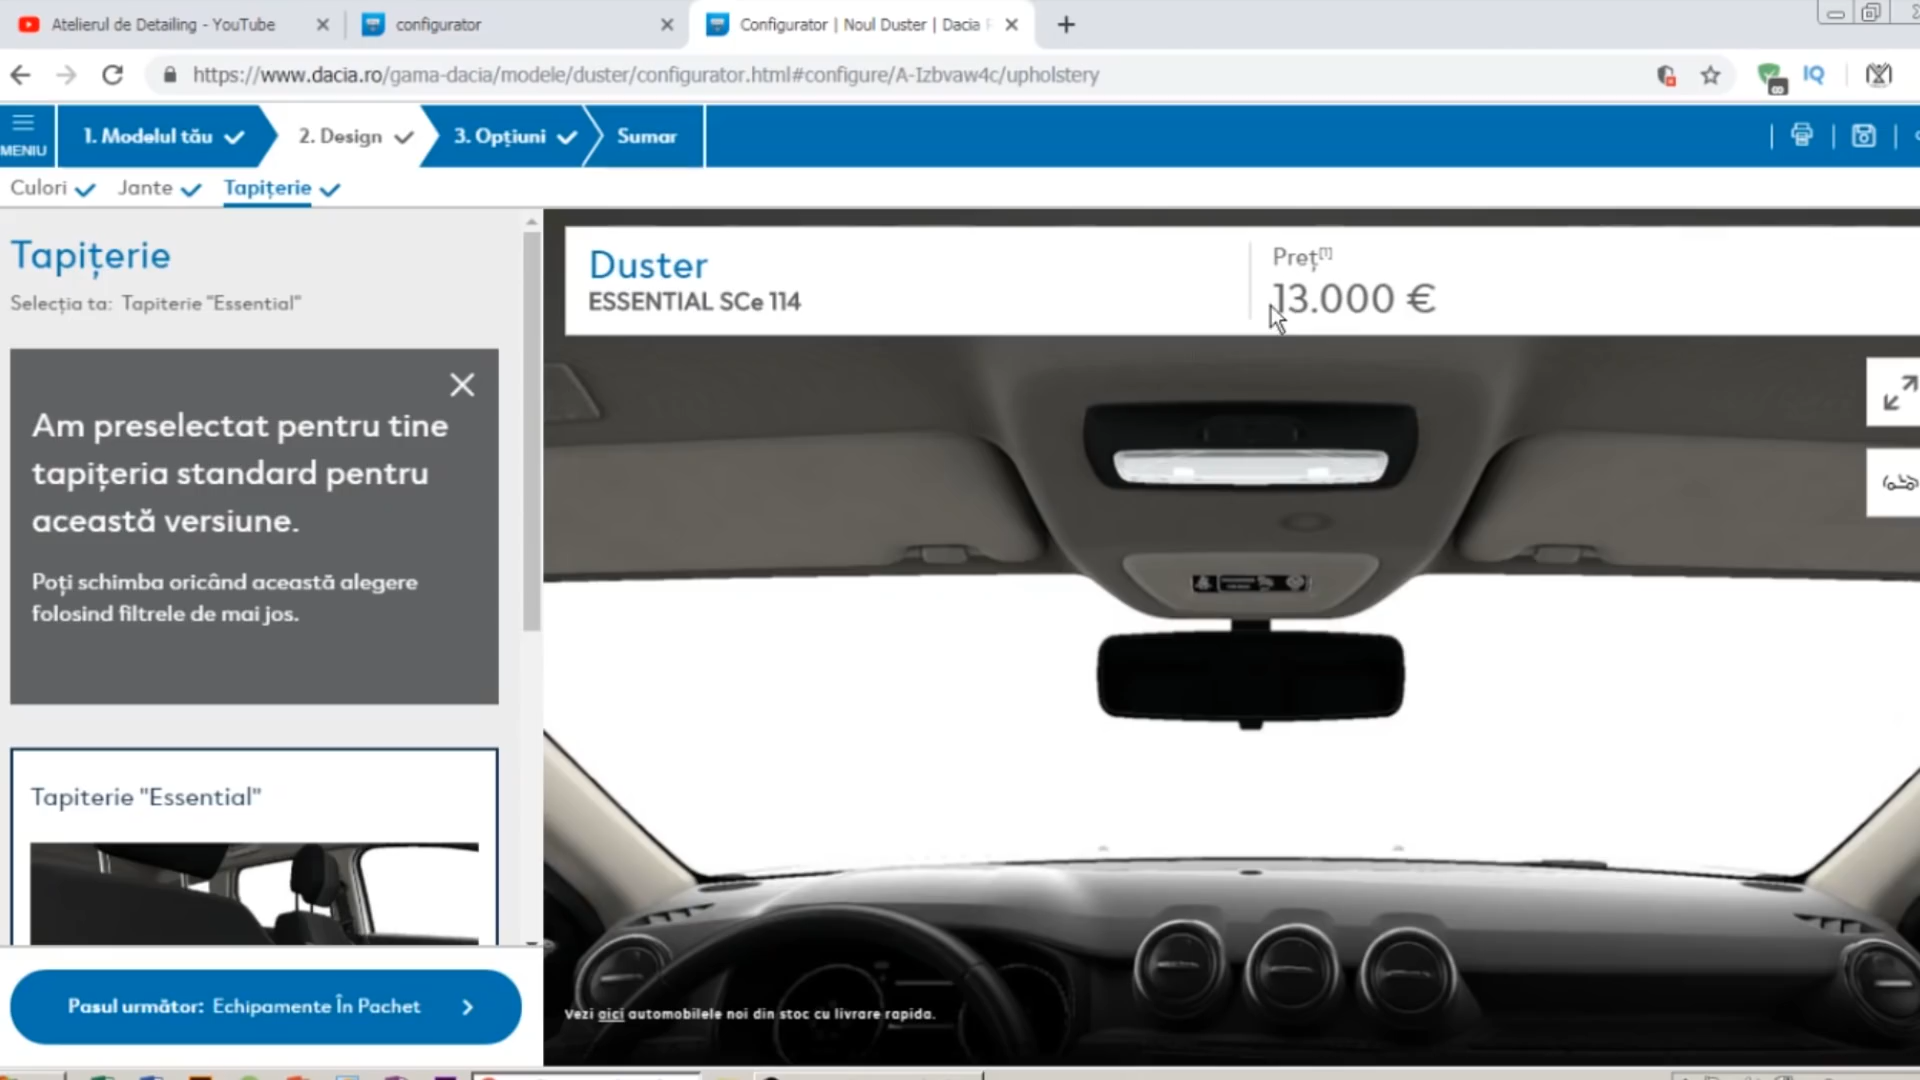 Atelierul de Detailing - YouTube
configurator
Configurator | Noul Duster | Dacia
https://www.dacia.ro/gama-dacia/modele/duster/configurator.html#configure/A-Izbvaw4c/upholstery
IQ
MENIU
1. Modelul tău
2. Design
3. Opțiuni
Sumar
Culori
Jante
Tapițerie
Tapițerie
Selecția ta: Tapiterie "Essential"
Am preselectat pentru tine
tapițeria standard pentru
această versiune.
Poți schimba oricând această alegere
folosind filtrele de mai jos.
Tapiterie "Essential"
Pasul următor: Echipamente În Pachet
Duster
ESSENTIAL SCe 114
Preț[1]
13.000 €
Vezi aici automobilele noi din stoc cu livrare rapida.